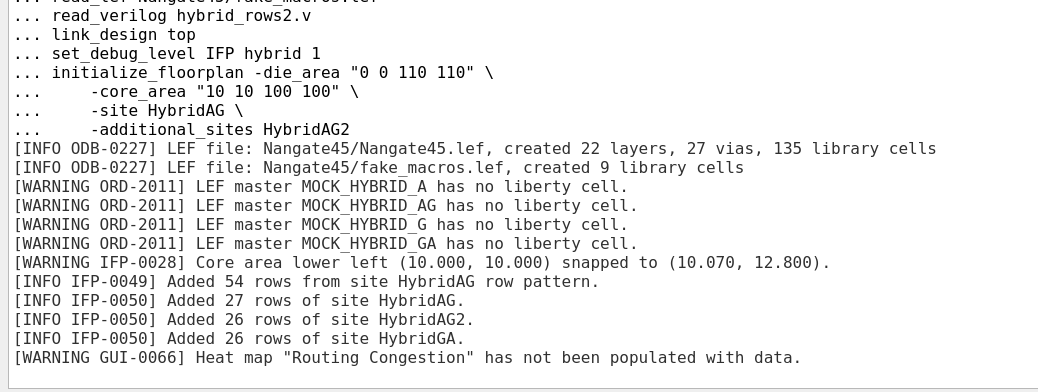 ... read_lef Nangate45/fake_macros.lef
... read_verilog hybrid_rows2.v
... link_design top
... set_debug_level IFP hybrid 1
... initialize_floorplan -die_area "0 0 110 110" \
...     -core_area "10 10 100 100" \
...     -site HybridAG \
...     -additional_sites HybridAG2
[INFO ODB-0227] LEF file: Nangate45/Nangate45.lef, created 22 layers, 27 vias, 135 library cells
[INFO ODB-0227] LEF file: Nangate45/fake_macros.lef, created 9 library cells
[WARNING ORD-2011] LEF master MOCK_HYBRID_A has no liberty cell.
[WARNING ORD-2011] LEF master MOCK_HYBRID_AG has no liberty cell.
[WARNING ORD-2011] LEF master MOCK_HYBRID_G has no liberty cell.
[WARNING ORD-2011] LEF master MOCK_HYBRID_GA has no liberty cell.
[WARNING IFP-0028] Core area lower left (10.000, 10.000) snapped to (10.070, 12.800).
[INFO IFP-0049] Added 54 rows from site HybridAG row pattern.
[INFO IFP-0050] Added 27 rows of site HybridAG.
[INFO IFP-0050] Added 26 rows of site HybridAG2.
[INFO IFP-0050] Added 26 rows of site HybridGA.
[WARNING GUI-0066] Heat map "Routing Congestion" has not been populated with data.